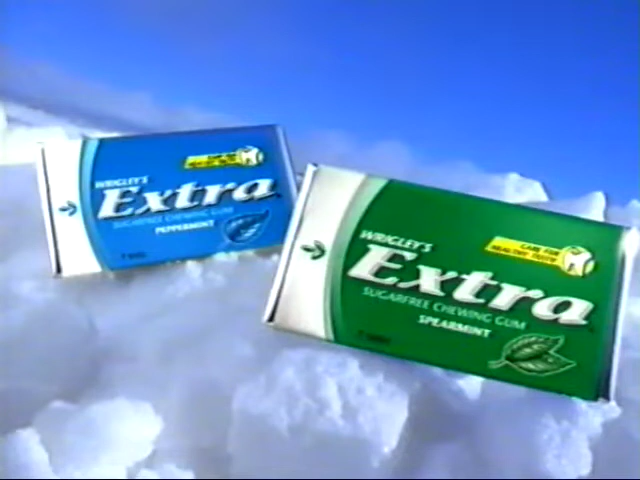 WRIGLEY'S
Extra
SUGARFREE CHEWING GUM
PEPPERMINT
WRIGLEY'S
Extra
CARE FOR
HEALTHY TEETH
SUGARFREE CHEWING GUM
SPEARMINT